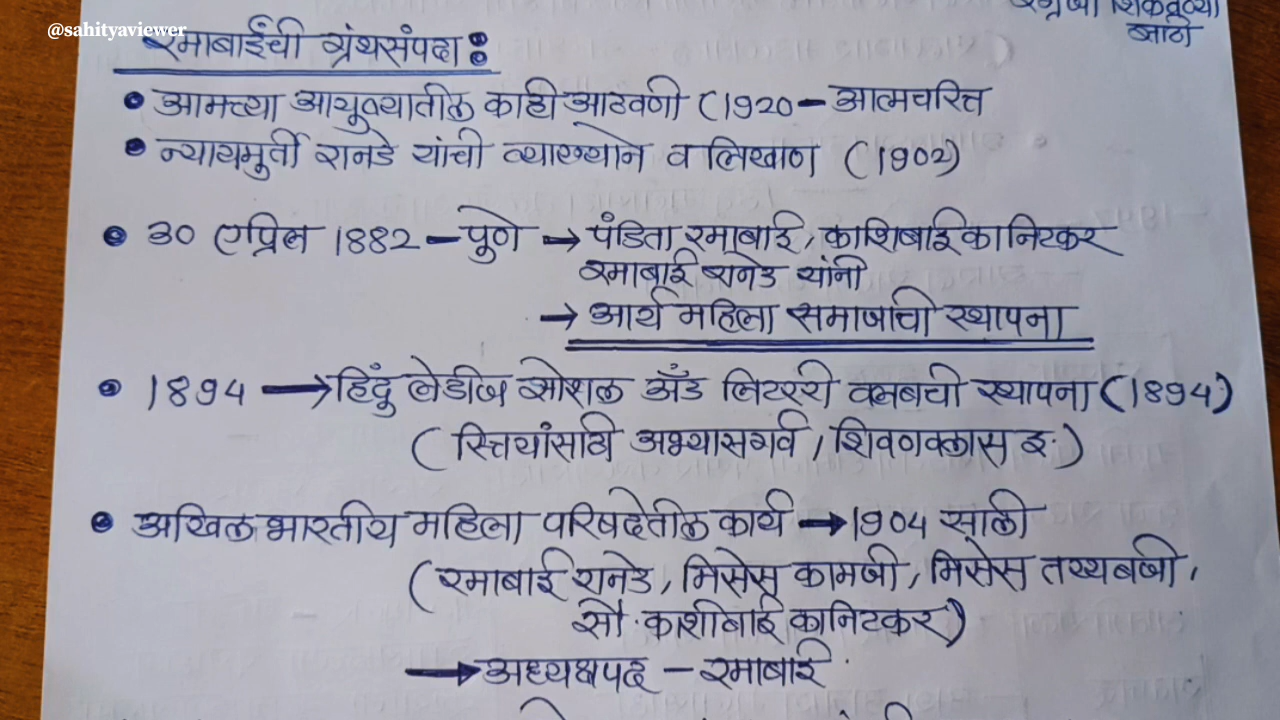 @sahityaviewer
शिकवण्या
जागे
रमाबाईंची ग्रंथसंपदा :
• आमच्या आयुष्यातील काही आठवणी (1920 - आत्मचरित्र
• न्यायमुर्ती रानडे यांची व्याख्याने व लिखाण (1902)
• 30 एप्रिल 1882 - पुणे → पंडिता रमाबाई, काशिबाई कानिटकर
रमाबाई रानडे यांनी
→ आर्य महिला समाजाची स्थापना
• 1894 → हिंदू लेडीज सोशल अँड लिटररी क्लबची स्थापना (1894)
(स्त्रियांसाठी अभ्यासवर्ग, शिवणक्लास इ.)
• अखिल भारतीय महिला परिषदेतील कार्य → 1904 साली
(रमाबाई रानडे, मिसेस कामजी, मिसेस तय्यबजी,
सौ. काशीबाई कानिटकर)
→ अध्यक्षपद - रमाबाई.